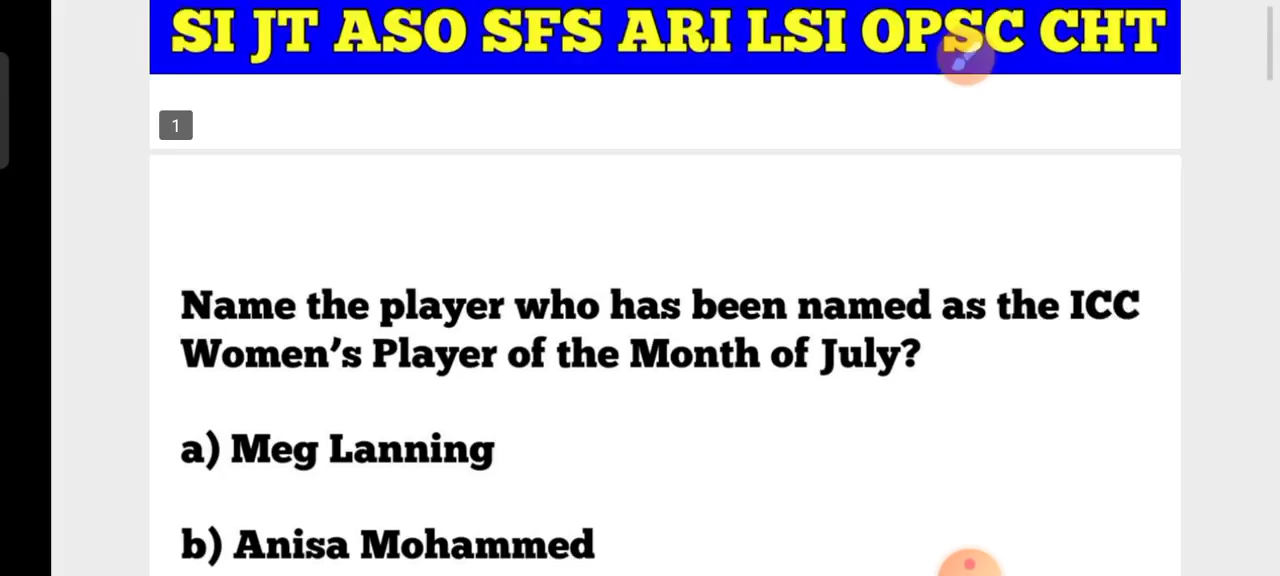 SI JT ASO SFS ARI LSI OPSC CHT
1
Name the player who has been named as the ICC
Women's Player of the Month of July?
a) Meg Lanning
b) Anisa Mohammed